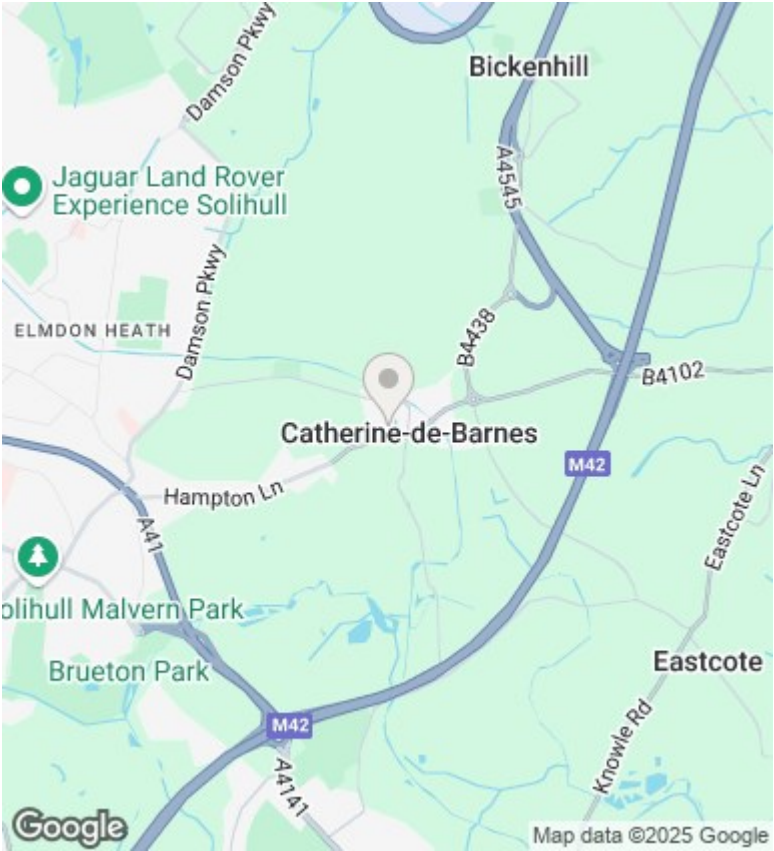 Damson Pkwy
Bickenhill
A4545
Jaguar Land Rover
Experience Solihull
Damson Pkwy
ELMDON HEATH
B4438
B4102
Catherine-de-Barnes
M42
Hampton Ln
Eastcote Ln
A41
olihull Malvern Park
Brueton Park
Eastcote
M42
Knowle Rd
A4141
Google
Map data ©2025 Google